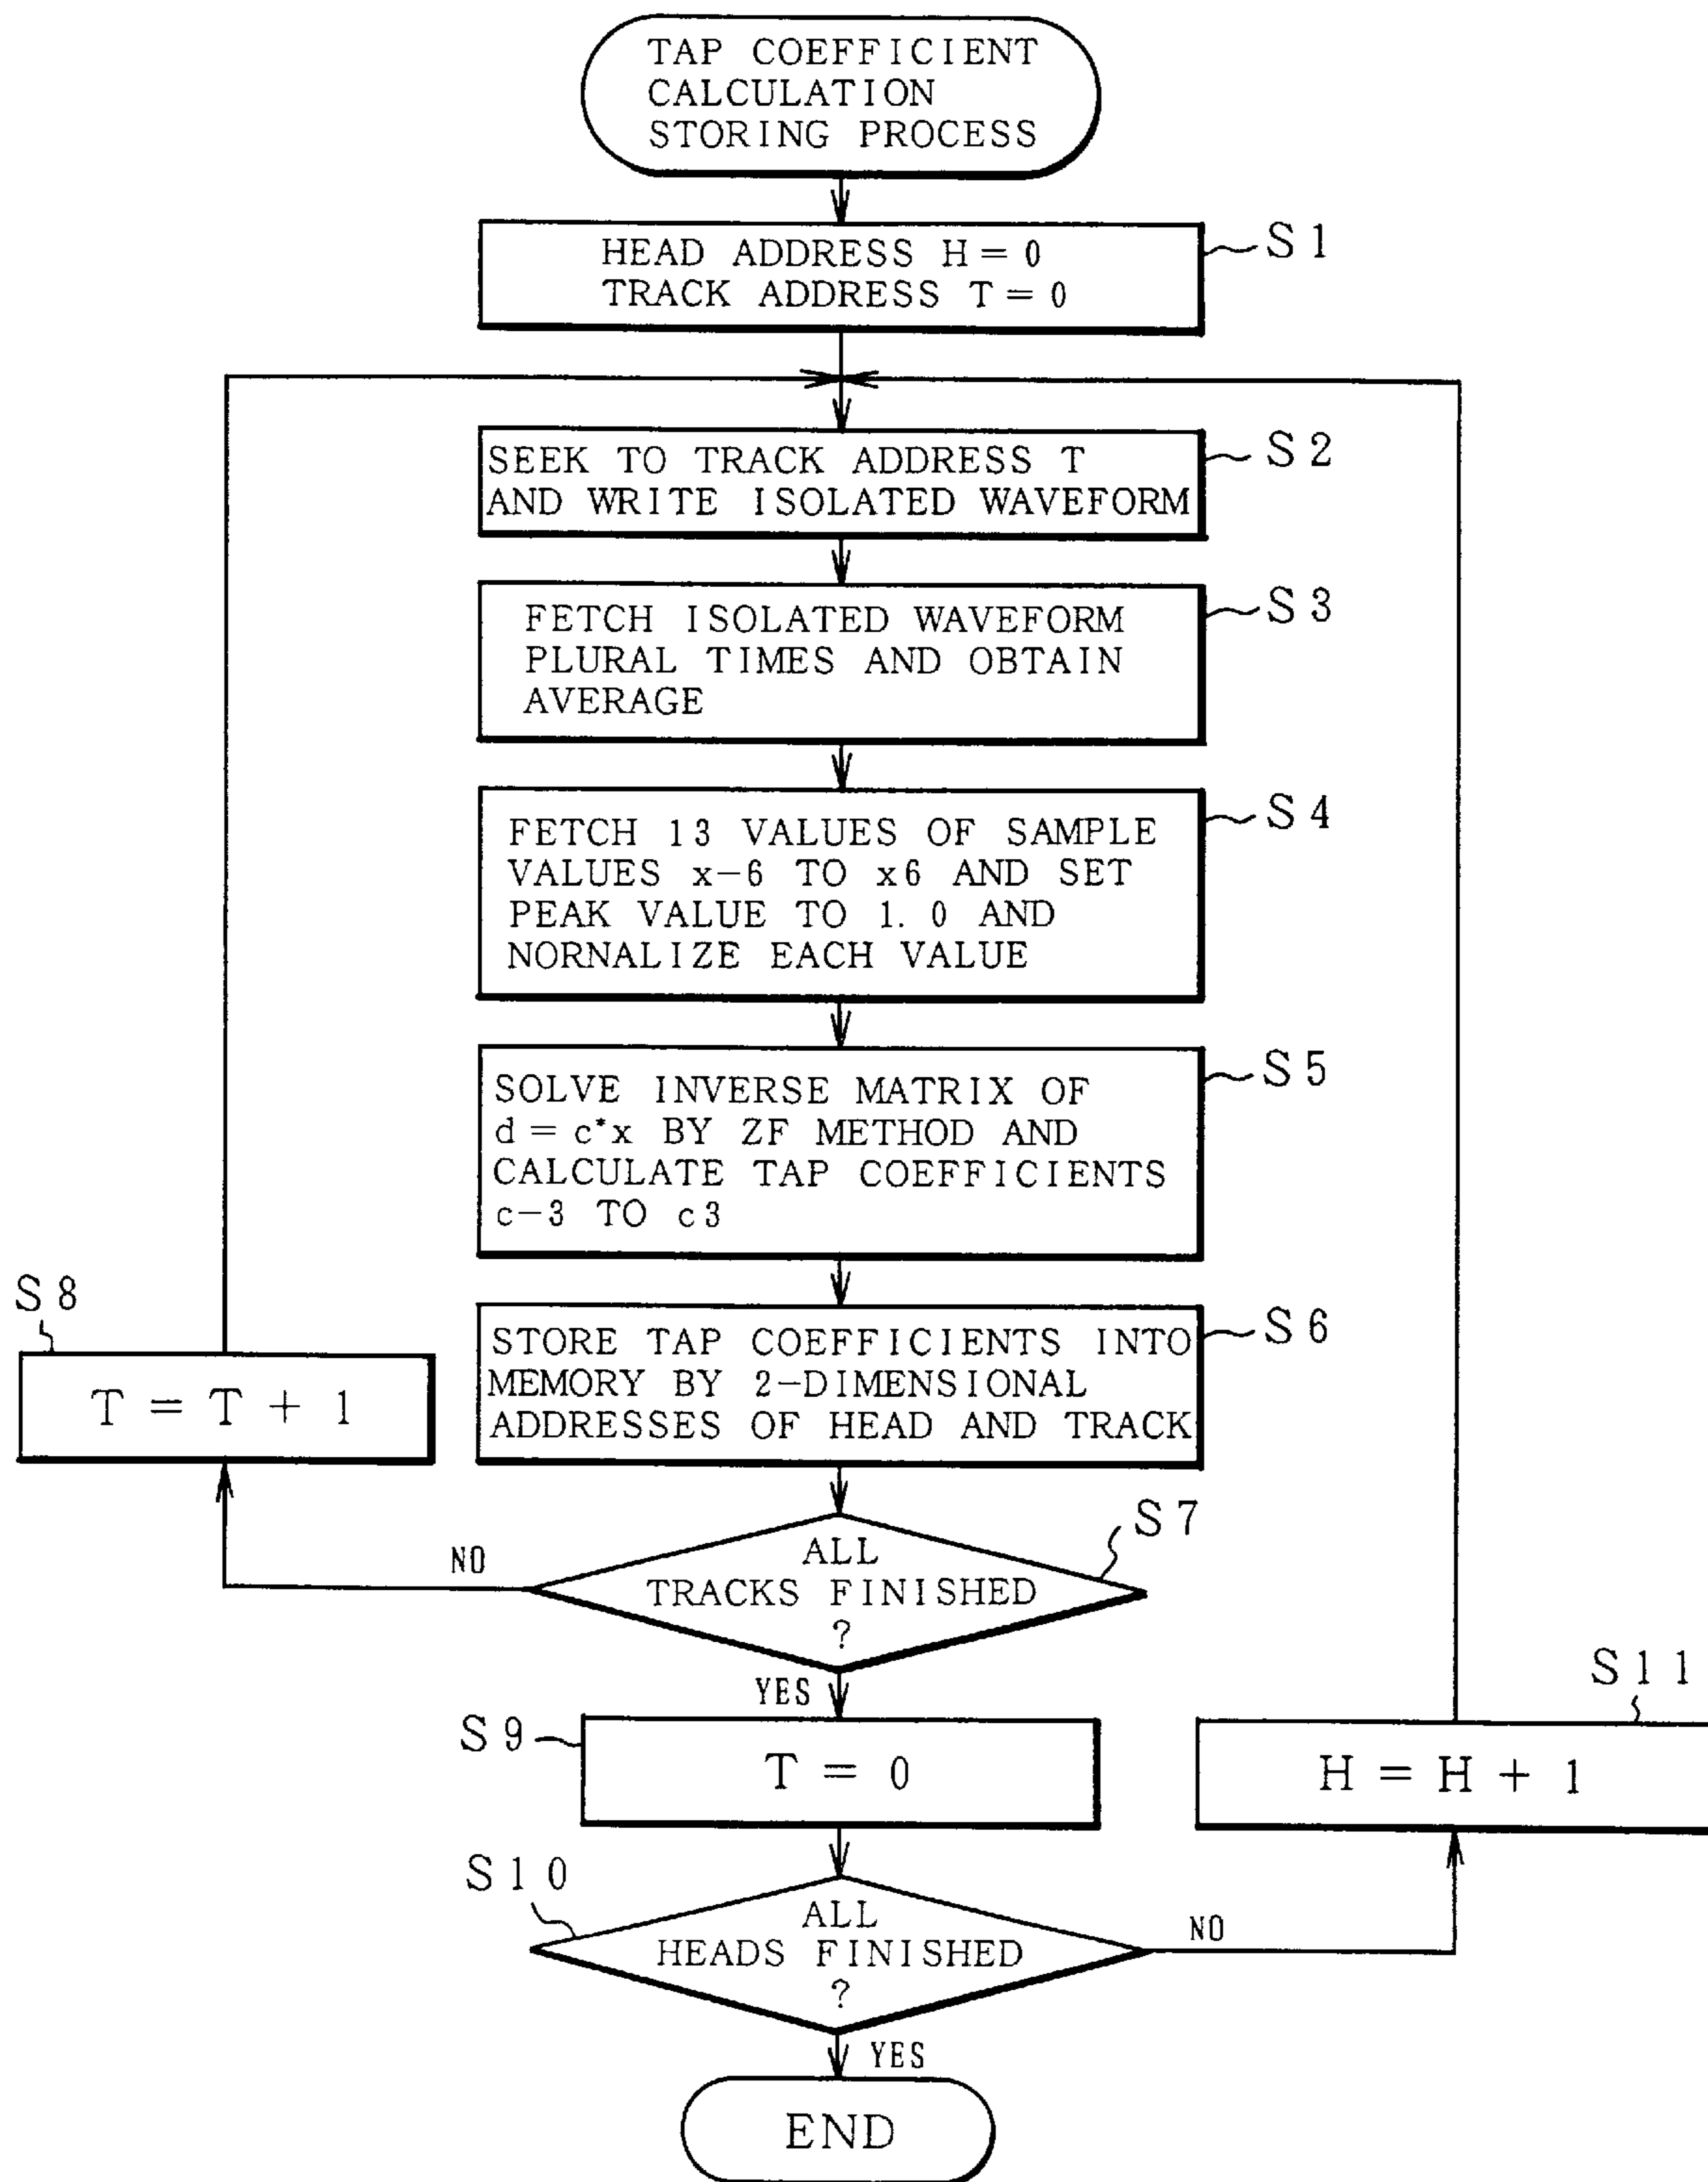 TAP COEFFICIENT
CALCULATION
STORING PROCESS
HEAD ADDRESS H = 0
TRACK ADDRESS T = 0
S1
SEEK TO TRACK ADDRESS T
AND WRITE ISOLATED WAVEFORM
S2
FETCH ISOLATED WAVEFORM
PLURAL TIMES AND OBTAIN
AVERAGE
S3
FETCH 13 VALUES OF SAMPLE
VALUES x-6 TO x6 AND SET
PEAK VALUE TO 1.0 AND
NORNALIZE EACH VALUE
S4
SOLVE INVERSE MATRIX OF
d = c*x BY ZF METHOD AND
CALCULATE TAP COEFFICIENTS
c-3 TO c3
S5
STORE TAP COEFFICIENTS INTO
MEMORY BY 2-DIMENSIONAL
ADDRESSES OF HEAD AND TRACK
S6
S8
T = T + 1
ALL
TRACKS FINISHED
?
S7
NO
YES
S9
T = 0
S11
H = H + 1
S10
ALL
HEADS FINISHED
?
NO
YES
END